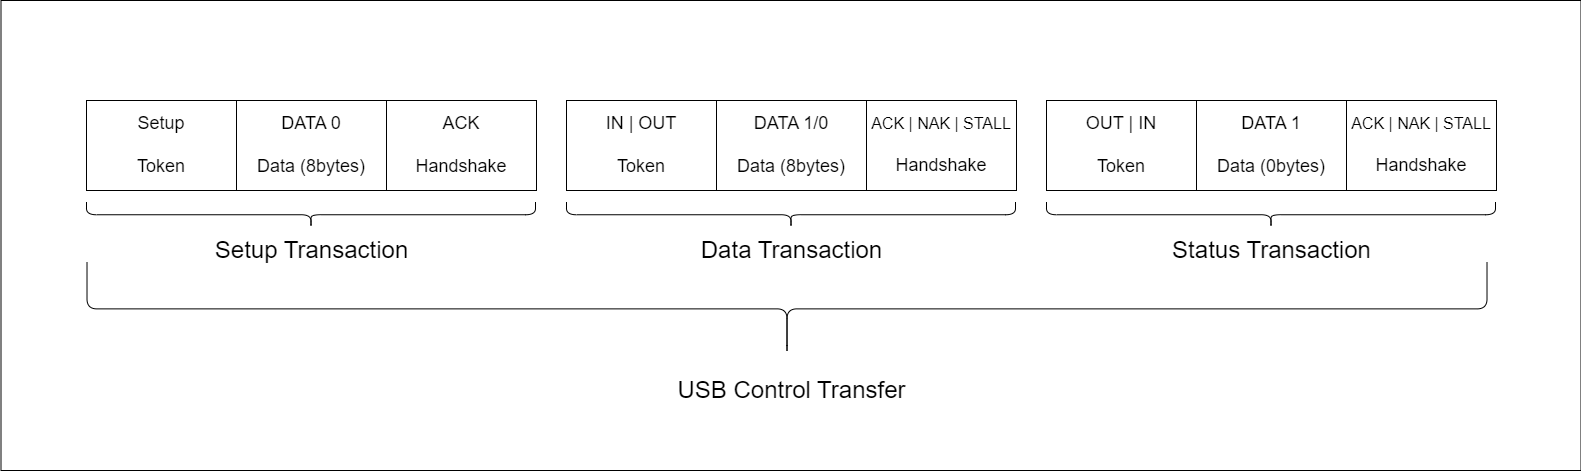 Setup
Token
DATA 0
Data (8bytes)
ACK
Handshake
IN | OUT
Token
DATA 1/0
Data (8bytes)
ACK | NAK | STALL
Handshake
OUT | IN
Token
DATA 1
Data (0bytes)
ACK | NAK | STALL
Handshake
Setup Transaction
Data Transaction
Status Transaction
USB Control Transfer